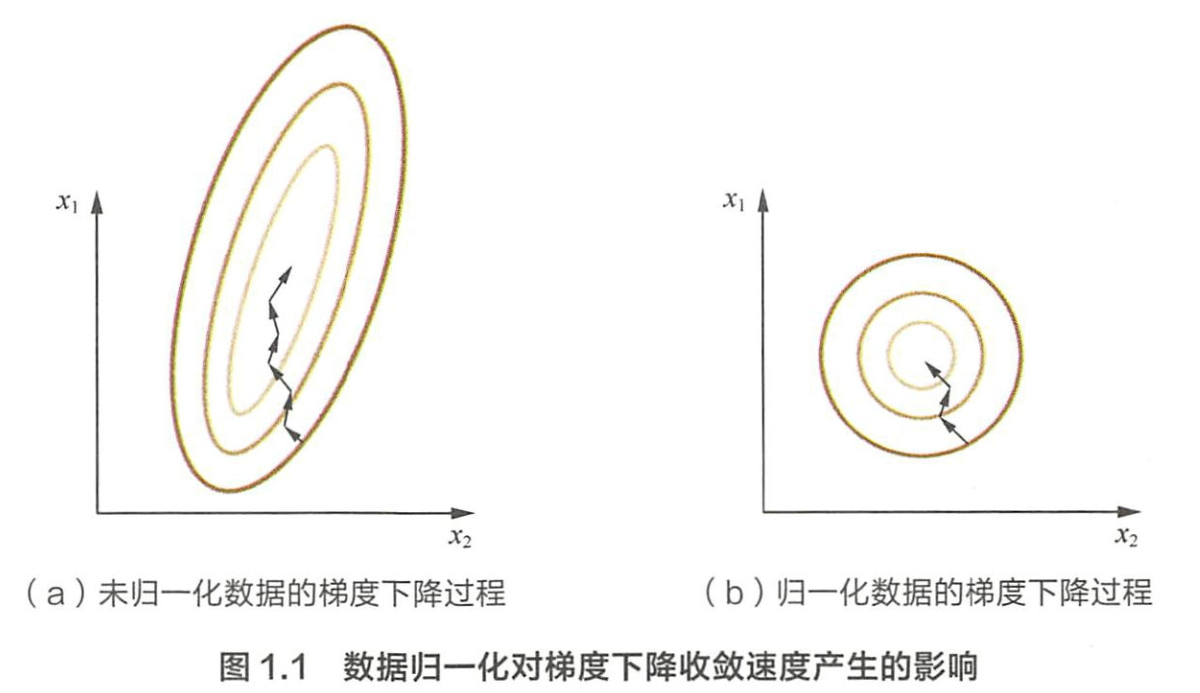 x₁
x₂
(a)未归一化数据的梯度下降过程
x₁
x₂
(b)归一化数据的梯度下降过程
图 1.1 数据归一化对梯度下降收敛速度产生的影响